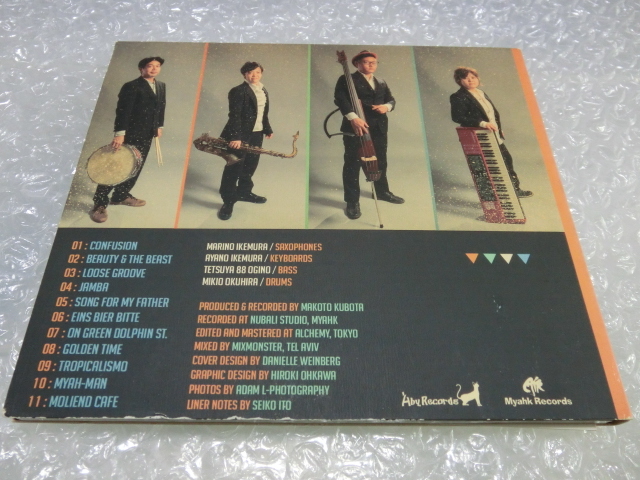 01 : CONFUSION
02 : BEAUTY & THE BEAST
03 : LOOSE GROOVE
04 : JAMBA
05 : SONG FOR MY FATHER
06 : EINS BIER BITTE
07 : ON GREEN DOLPHIN ST.
08 : GOLDEN TIME
09 : TROPICALISMO
10 : MYAH-MAN
11 : MOLIEND CAFE
MARINO IKEMURA / SAXOPHONES
AYANO IKEMURA / KEYBOARDS
TETSUYA BB OGINO / BASS
MIKIO OKUHIRA / DRUMS
PRODUCED & RECORDED BY MAKOTO KUBOTA
RECORDED AT NUBALI STUDIO, MYAHK
EDITED AND MASTERED AT ALCHEMY, TOKYO
MIXED BY MIXMONSTER, TEL AVIV
COVER DESIGN BY DANIELLE WEINBERG
GRAPHIC DESIGN BY HIROKI OHKAWA
PHOTOS BY ADAM L-PHOTOGRAPHY
LINER NOTES BY SEIKO ITO
Aby Records
Myahk Records